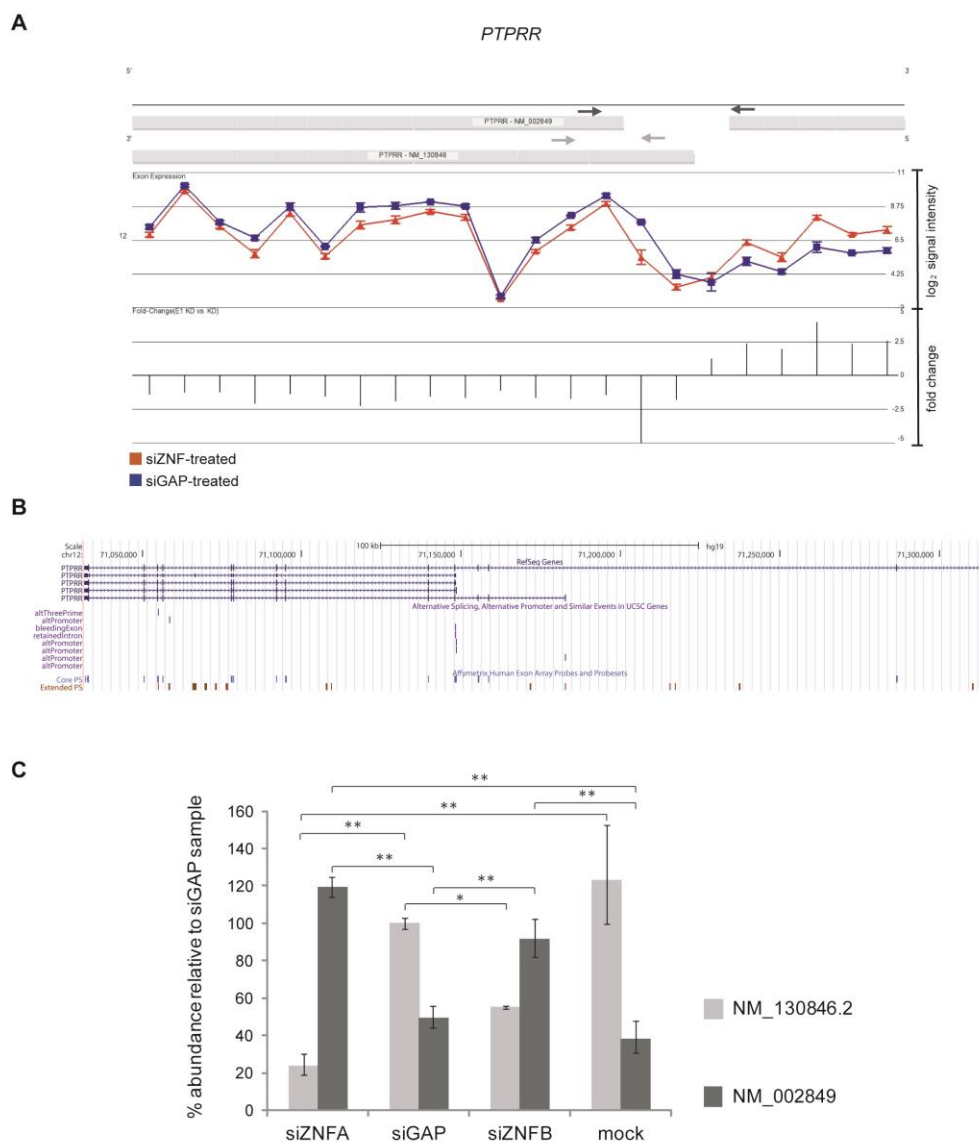 A
PTPRR
5'
3'
PTPRR - NM_002849
3'
5
PTPRR - NM_130846
Exon Expression
11
8.75
12
6.5
4.25
log2 signal intensity
Fold-Change(E1 KD vs. KD)
5
2.5
0
-2.5
-5
fold change
siZNF-treated
siGAP-treated
B
Scale
100 kb
hg19
chr12:
71,050,000
71,100,000
71,150,000
71,200,000
71,250,000
71,300,000
RefSeq Genes
PTPRR
PTPRR
PTPRR
PTPRR
PTPRR
Alternative Splicing, Alternative Promoter and Similar Events in UCSC Genes
altThreePrime
altPromoter
bleedingExon
retainedIntron
altPromoter
altPromoter
altPromoter
altPromoter
Affymetrix Human Exon Array Probes and Probesets
Core PS
Extended PS
C
% abundance relative to siGAP sample
160
140
120
100
80
60
40
20
0
**
**
**
**
**
**
*
siZNFA
siGAP
siZNFB
mock
NM_130846.2
NM_002849